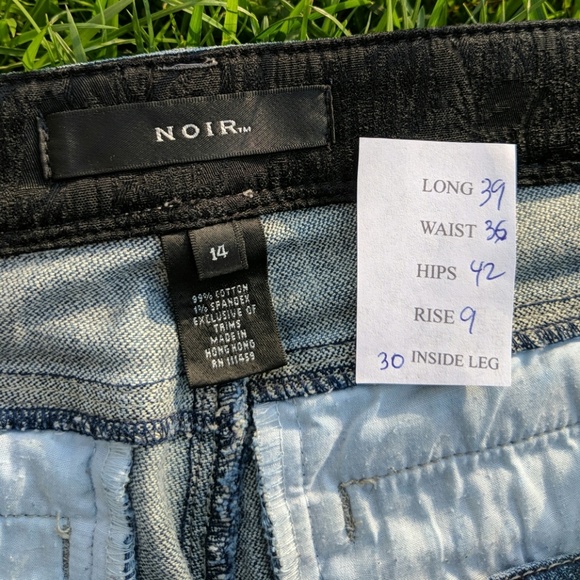 NOIR™
14
99% COTTON
1% SPANDEX
EXCLUSIVE OF
TRIMS
MADE IN
HONG KONG
RN 111459
LONG 39
WAIST 36
HIPS 42
RISE 9
30 INSIDE LEG